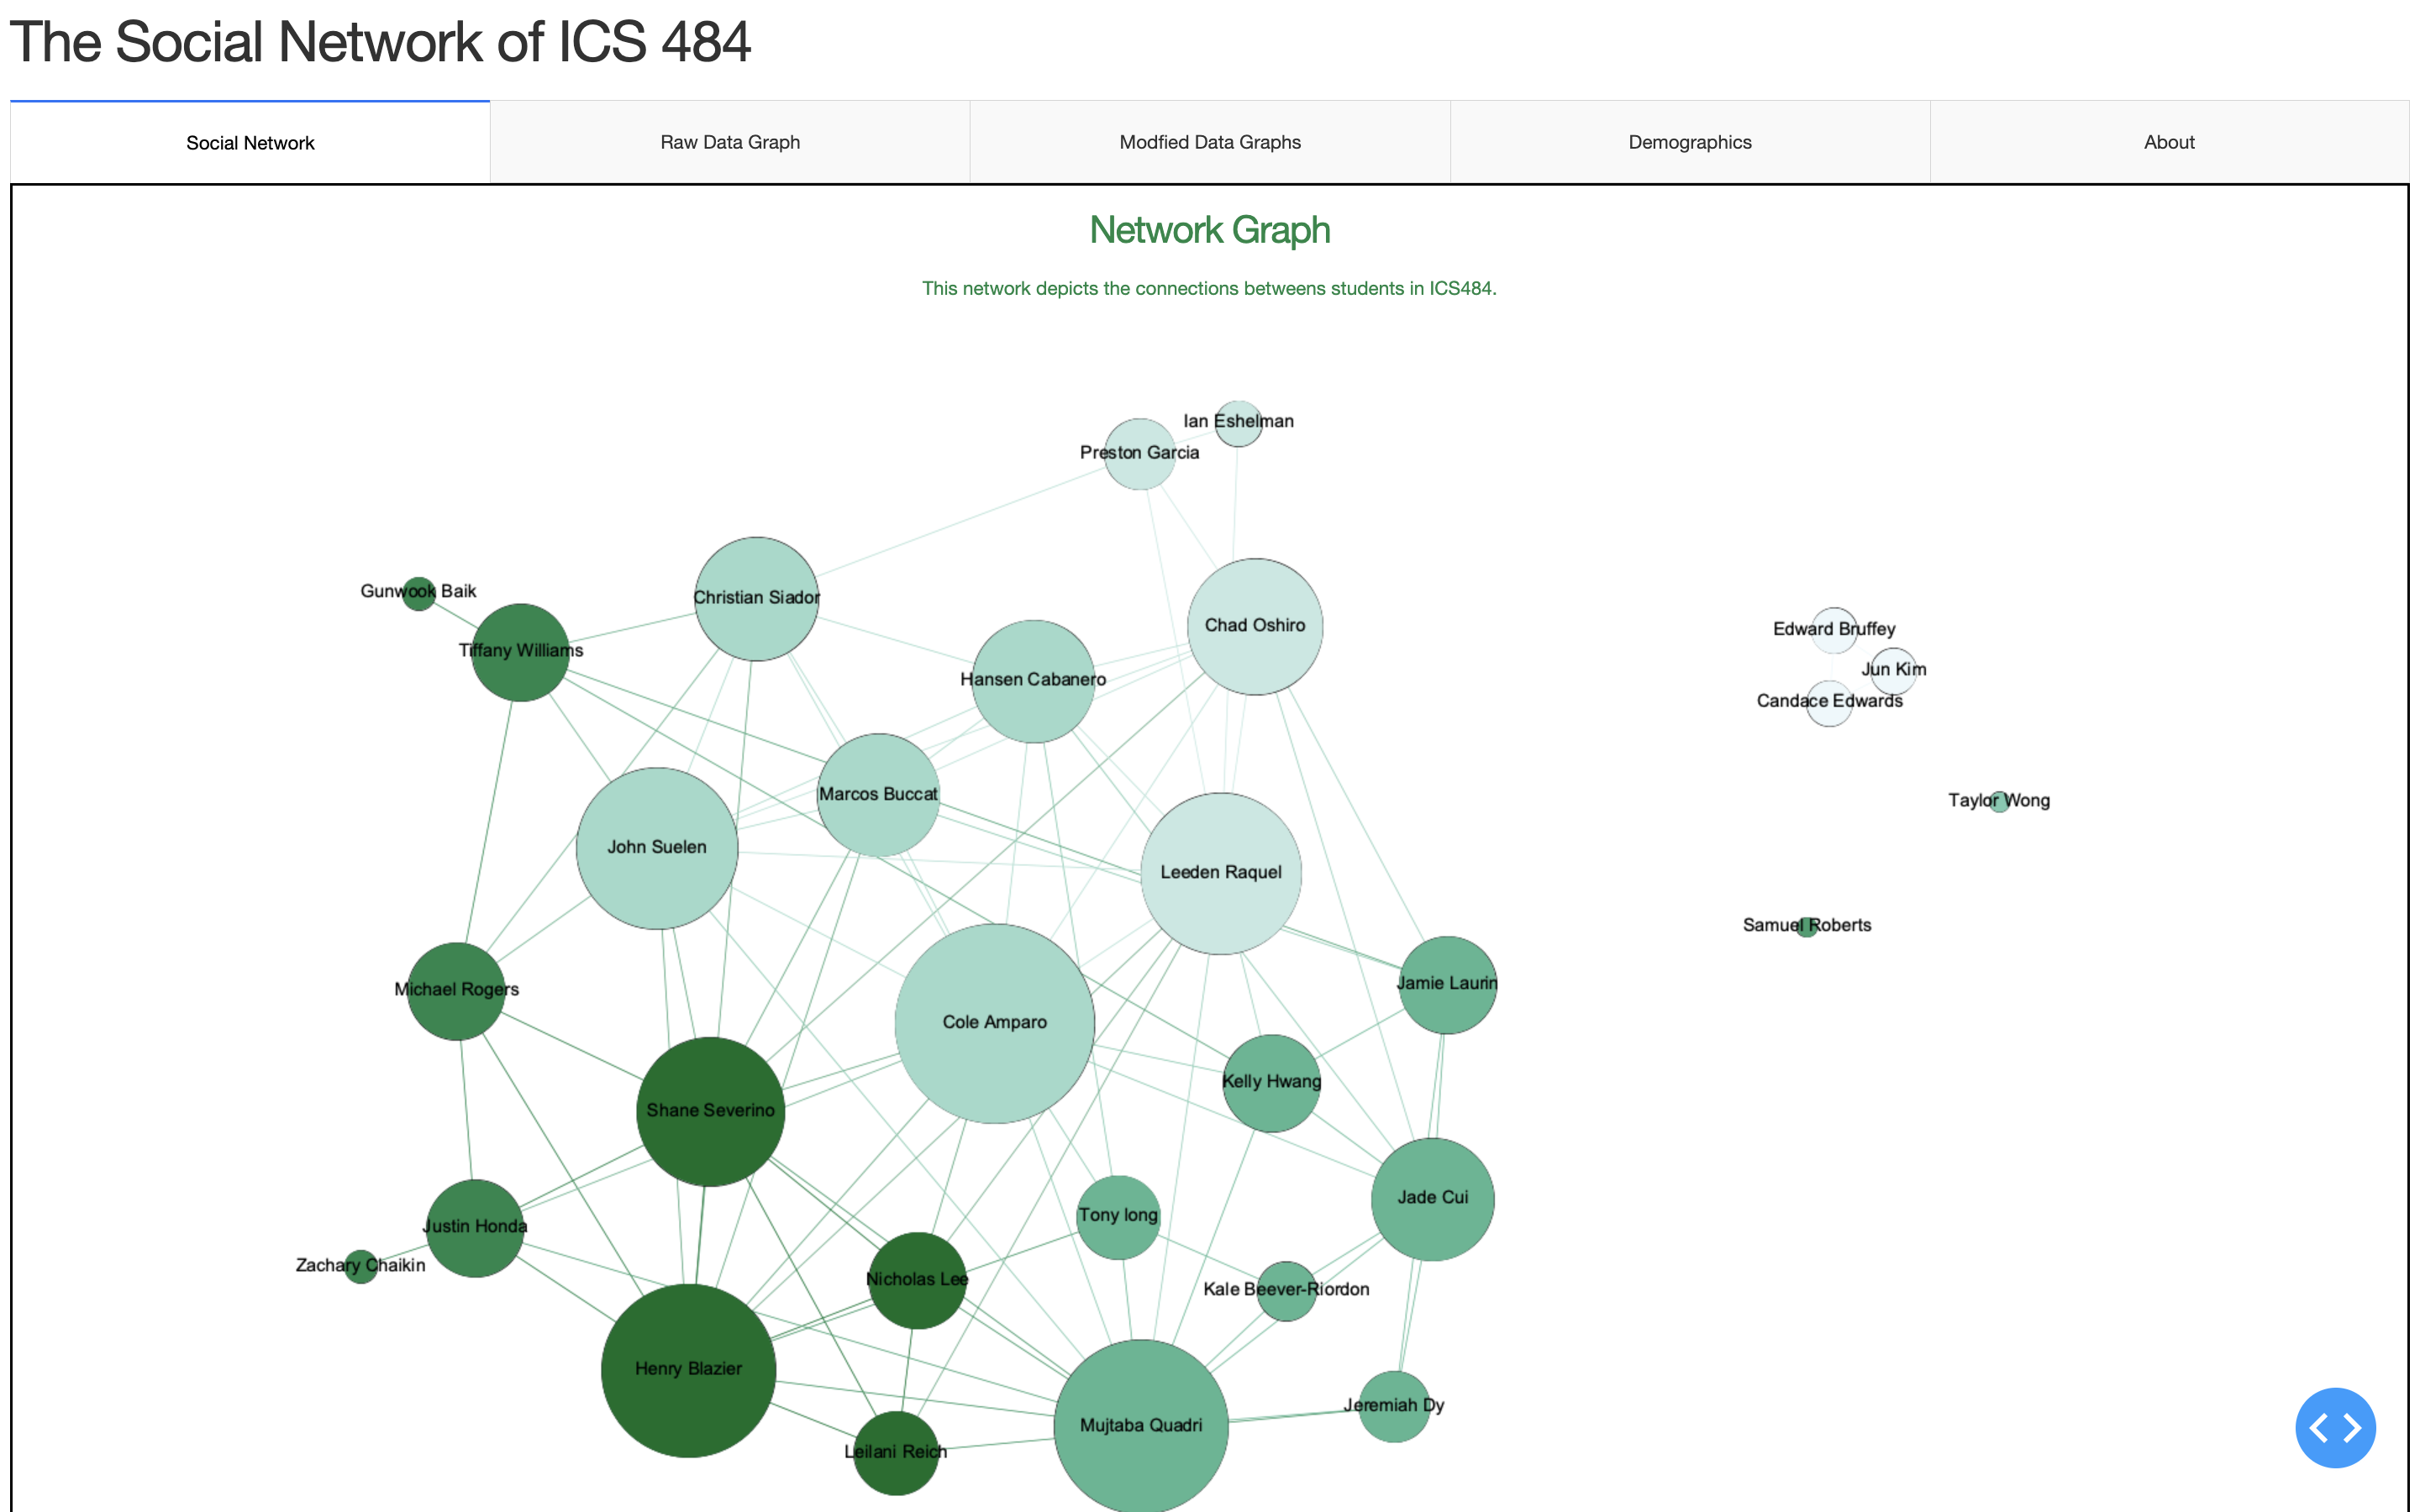 The Social Network of ICS 484
Social Network
Raw Data Graph
Modfied Data Graphs
Demographics
About
Network Graph
This network depicts the connections betweens students in ICS484.
Ian Eshelman
Preston Garcia
Gunwook Baik
Christian Siador
Chad Oshiro
Edward Bruffey
Tiffany Williams
Hansen Cabanero
Jun Kim
Candace Edwards
Marcos Buccat
Taylor Wong
John Suelen
Leeden Raquel
Samuel Roberts
Michael Rogers
Jamie Laurin
Cole Amparo
Kelly Hwang
Shane Severino
Jade Cui
Tony long
Justin Honda
Zachary Chaikin
Nicholas Lee
Kale Beever-Riordon
Henry Blazier
Jeremiah Dy
Mujtaba Quadri
Leilani Reich